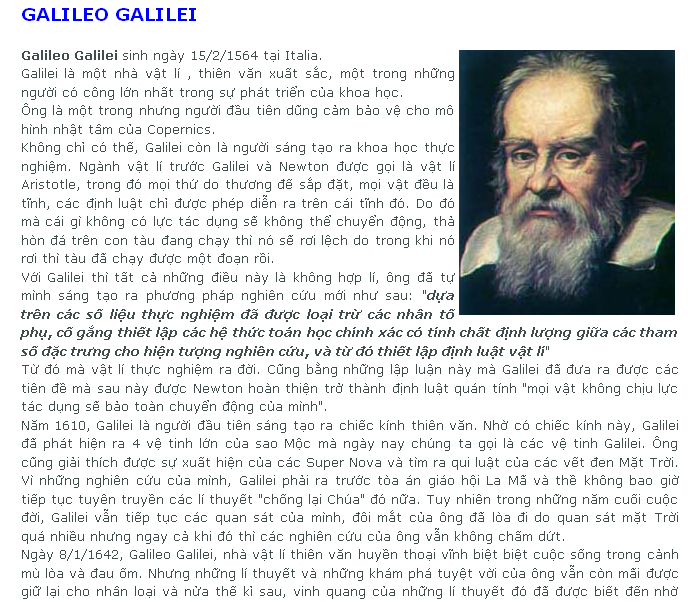 GALILEO GALILEI
Galileo Galilei sinh ngày 15/2/1564 tại Italia.
Galilei là một nhà vật lí , thiên văn xuất sắc, một trong những
người có công lớn nhất trong sự phát triển của khoa học.
Ông là một trong nhưng người đầu tiên dũng cảm bảo vệ cho mô
hình nhật tâm của Copernics.
Không chỉ có thế, Galilei còn là người sáng tạo ra khoa học thực
nghiệm. Ngành vật lí trước Galilei và Newton được gọi là vật lí
Aristotle, trong đó mọi thứ do thương đế sắp đặt, mọi vật đều là
tĩnh, các định luật chỉ được phép diễn ra trên cái tĩnh đó. Do đó
mà cái gì không có lực tác dụng sẽ không thể chuyển động, thả
hòn đá trên con tàu đang chạy thì nó sẽ rơi lệch do trong khi nó
rơi thì tàu đã chạy được một đoạn rồi.
Với Galilei thì tất cả những điều này là không hợp lí, ông đã tự
mình sáng tạo ra phương pháp nghiên cứu mới như sau: "dựa
trên các số liệu thực nghiệm đã được loại trừ các nhân tố
phụ, cố gắng thiết lập các hệ thức toán học chính xác có tính chất định lượng giữa các tham
số đặc trưng cho hiện tượng nghiên cứu, và từ đó thiết lập định luật vật lí"
Từ đó mà vật lí thực nghiệm ra đời. Cũng bằng những lập luận này mà Galilei đã đưa ra được các
tiên đề mà sau này được Newton hoàn thiện trở thành định luật quán tính "mọi vật không chịu lực
tác dụng sẽ bảo toàn chuyển động của mình".
Năm 1610, Galilei là người đầu tiên sáng tạo ra chiếc kính thiên văn. Nhờ có chiếc kính này, Galilei
đã phát hiện ra 4 vệ tinh lớn của sao Mộc mà ngày nay chúng ta gọi là các vệ tinh Galilei. Ông
cũng giải thích được sự xuất hiện của các Super Nova và tìm ra qui luật của các vết đen Mặt Trời.
Vì những nghiên cứu của mình, Galilei phải ra trước tòa án giáo hội La Mã và thề không bao giờ
tiếp tục tuyên truyền các lí thuyết "chống lại Chúa" đó nữa. Tuy nhiên trong những năm cuối cuộc
đời, Galilei vẫn tiếp tục các quan sát của mình, đôi mắt của ông đã lòa đi do quan sát mặt Trời
quá nhiều nhưng ngay cả khi đó thì các nghiên cứu của ông vẫn không chấm dứt.
Ngày 8/1/1642, Galileo Galilei, nhà vật lí thiên văn huyền thoại vĩnh biệt biệt cuộc sống trong cảnh
mù lòa và đau ốm. Nhưng những lí thuyết và những khám phá tuyệt vời của ông vẫn còn mãi được
giữ lại cho nhân loại và nửa thế kỉ sau, vinh quang của những lí thuyết đó đã được biết đến nhờ